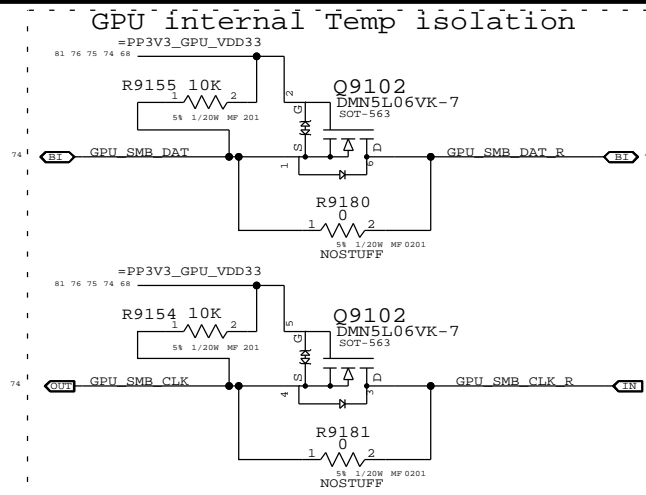 GPU internal Temp isolation
=PP3V3_GPU_VDD33
81 76 75 74 68
R9155 10K
1 2
5% 1/20W MF 201
2
G
S
D
1
6
Q9102
DMN5L06VK-7
SOT-563
74 BI GPU_SMB_DAT
GPU_SMB_DAT_R BI
R9180
0
1 2
5% 1/20W MF 0201
NOSTUFF
=PP3V3_GPU_VDD33
81 76 75 74 68
R9154 10K
1 2
5% 1/20W MF 201
5
G
S
D
4
3
Q9102
DMN5L06VK-7
SOT-563
74 OUT GPU_SMB_CLK
GPU_SMB_CLK_R IN
R9181
0
1 2
5% 1/20W MF 0201
NOSTUFF